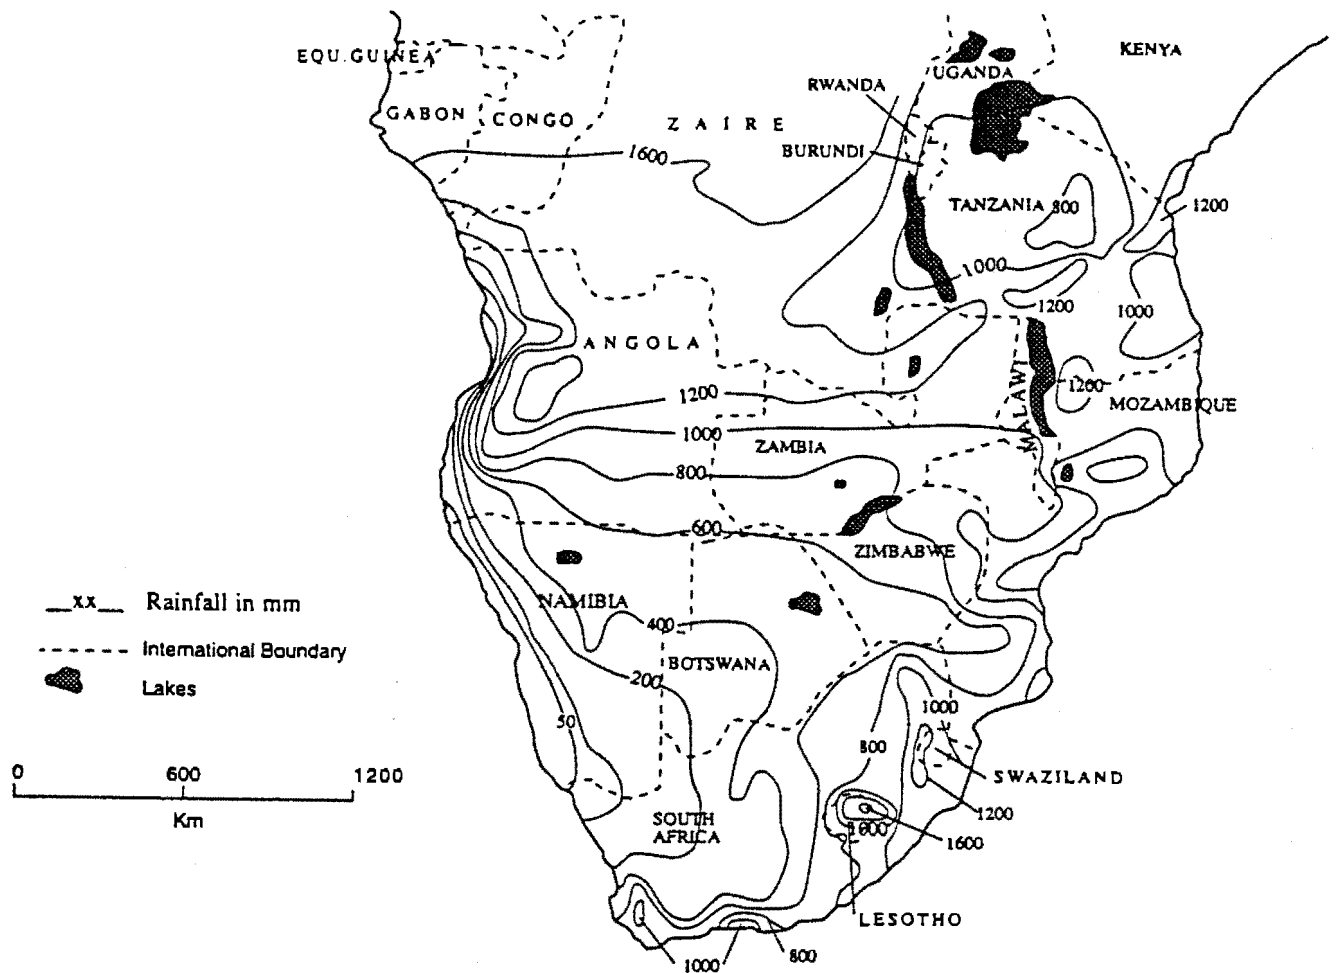 EQU.GUINEA
GABON
CONGO
ZAIRE
RWANDA
BURUNDI
UGANDA
KENYA
1600
TANZANIA
800
1200
1000
1200
1000
ANGOLA
MALAWI
1200
MOZAMBIQUE
1200
1000
ZAMBIA
800
600
ZIMBABWE
NAMIBIA
400
BOTSWANA
200
50
1000
800
SWAZILAND
1200
SOUTH
AFRICA
1600
LESOTHO
1000
800
xx Rainfall in mm
International Boundary
Lakes
0 600 1200
Km